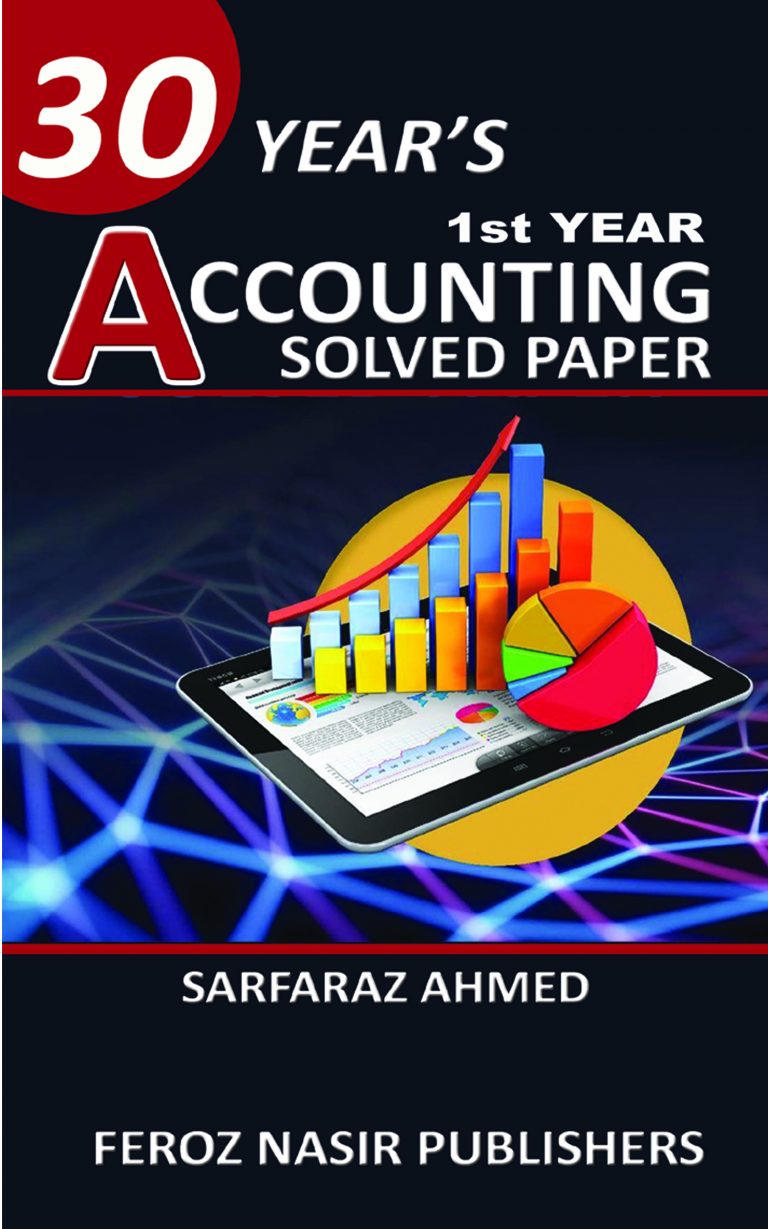 30 YEAR'S
1st YEAR
ACCOUNTING
SOLVED PAPER
SARFARAZ AHMED
FEROZ NASIR PUBLISHERS